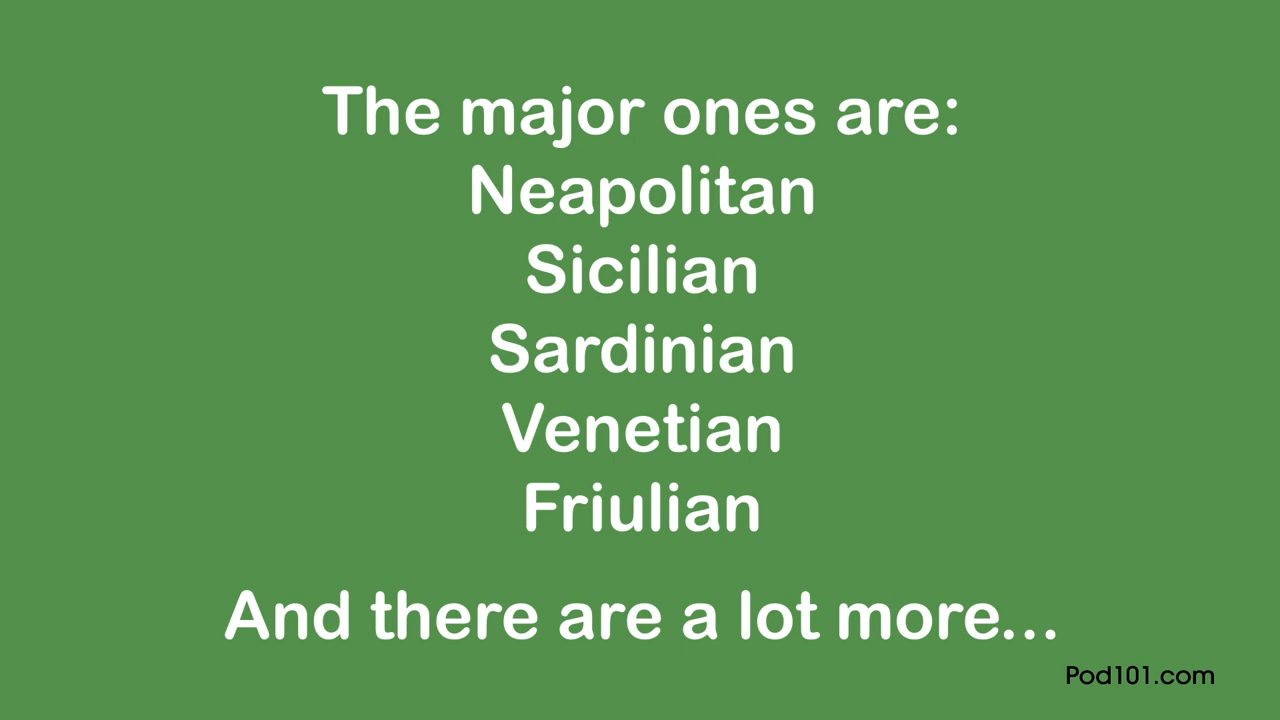 The major ones are:
Neapolitan
Sicilian
Sardinian
Venetian
Friulian
And there are a lot more...
Pod101.com